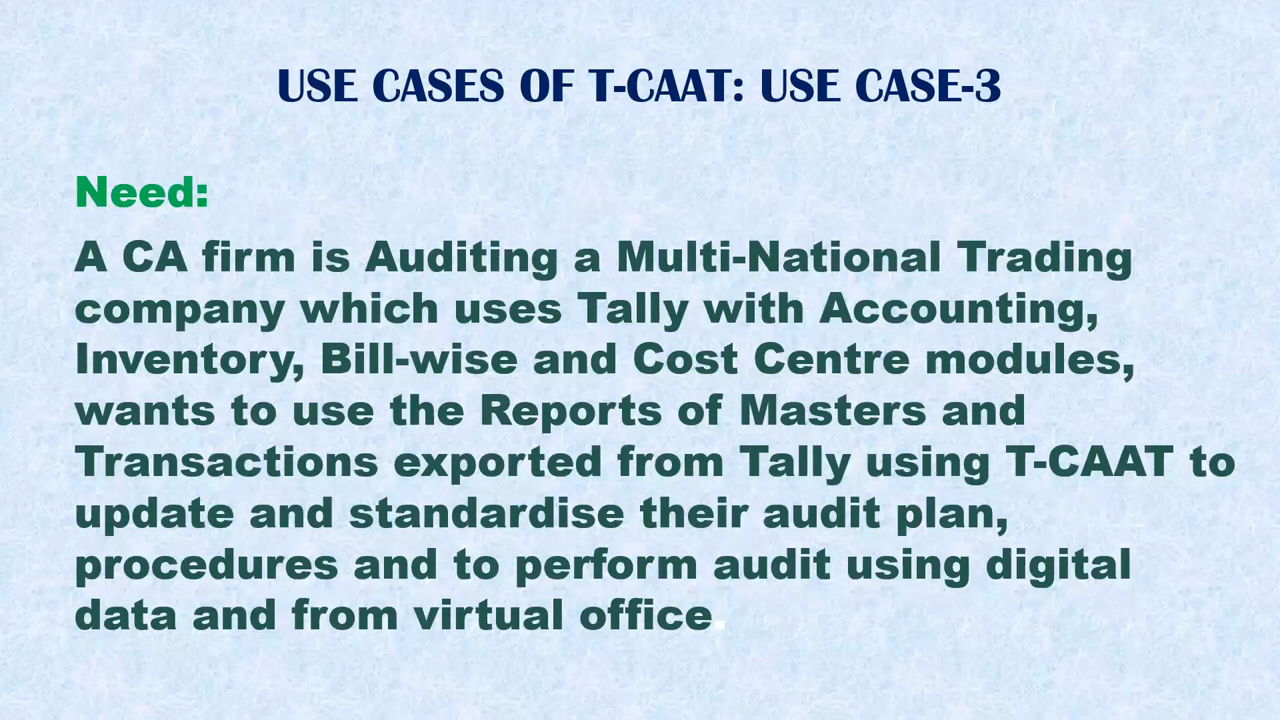 USE CASES OF T-CAAT: USE CASE-3
Need:
A CA firm is Auditing a Multi-National Trading
company which uses Tally with Accounting,
Inventory, Bill-wise and Cost Centre modules,
wants to use the Reports of Masters and
Transactions exported from Tally using T-CAAT to
update and standardise their audit plan,
procedures and to perform audit using digital
data and from virtual office.